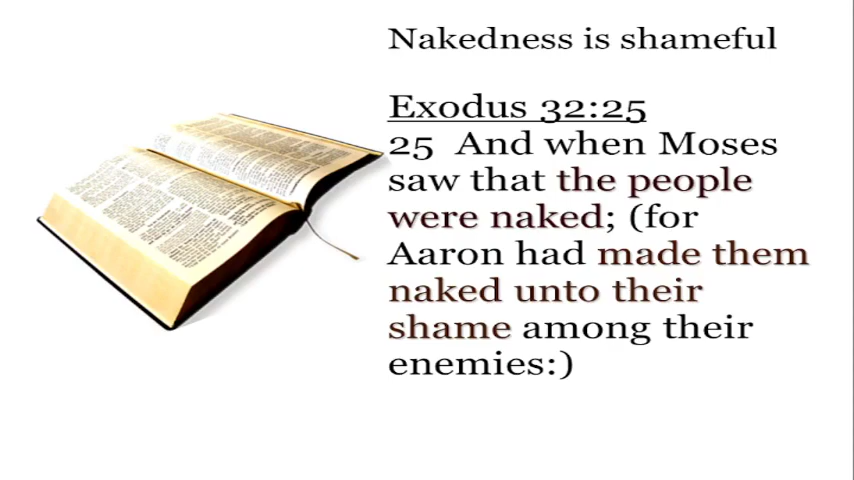 Nakedness is shameful
Exodus 32:25
25 And when Moses
saw that the people
were naked; (for
Aaron had made them
naked unto their
shame among their
enemies:)